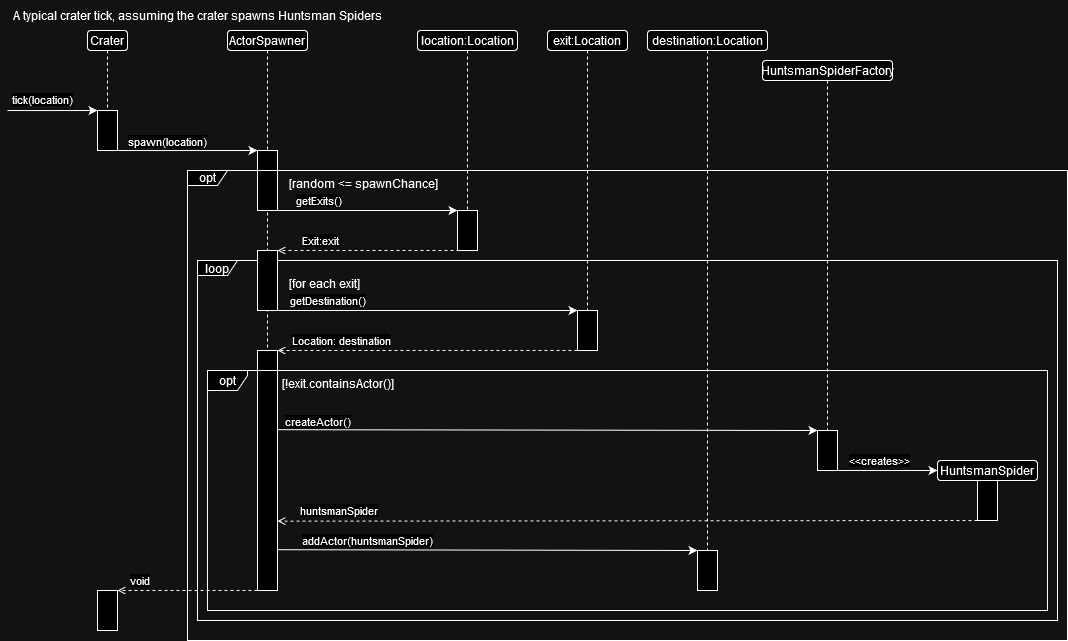 A typical crater tick, assuming the crater spawns Huntsman Spiders
Crater
ActorSpawner
location:Location
exit:Location
destination:Location
HuntsmanSpiderFactory
tick(location)
spawn(location)
opt
[random <= spawnChance]
getExits()
Exit:exit
loop
[for each exit]
getDestination()
Location: destination
opt
[!exit.containsActor()]
createActor()
<<creates>>
HuntsmanSpider
huntsmanSpider
addActor(huntsmanSpider)
void